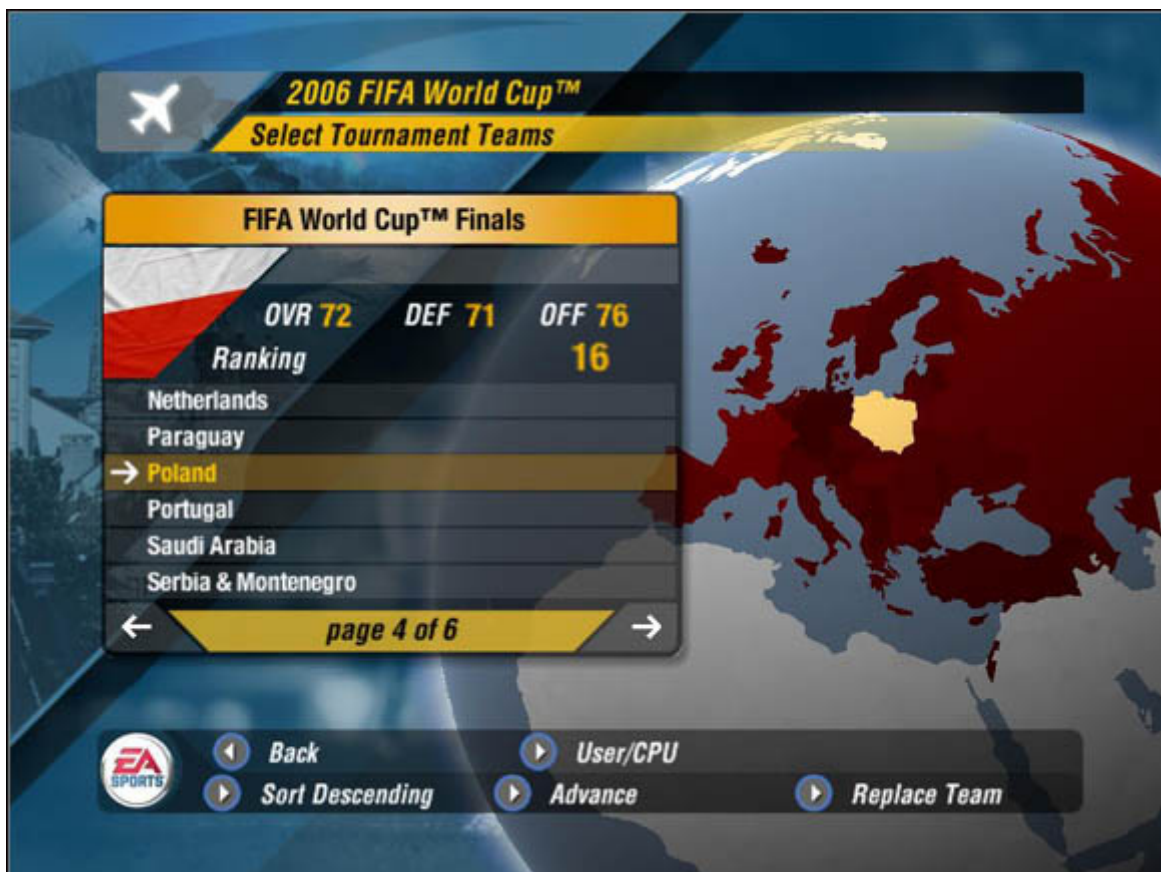 2006 FIFA World Cup™
Select Tournament Teams
FIFA World Cup™ Finals
OVR 72 DEF 71 OFF 76
Ranking 16
Netherlands
Paraguay
Poland
Portugal
Saudi Arabia
Serbia & Montenegro
page 4 of 6
EA SPORTS
Back User/CPU
Sort Descending Advance Replace Team